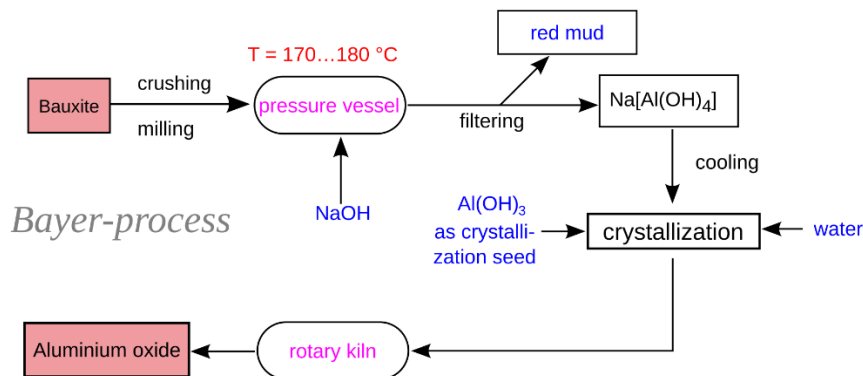 red mud
T = 170…180 °C
crushing
Bauxite
pressure vessel
Na[Al(OH)₄]
milling
filtering
cooling
NaOH
Bayer-process
Al(OH)₃
as crystalli-
zation seed
crystallization
water
Aluminium oxide
rotary kiln